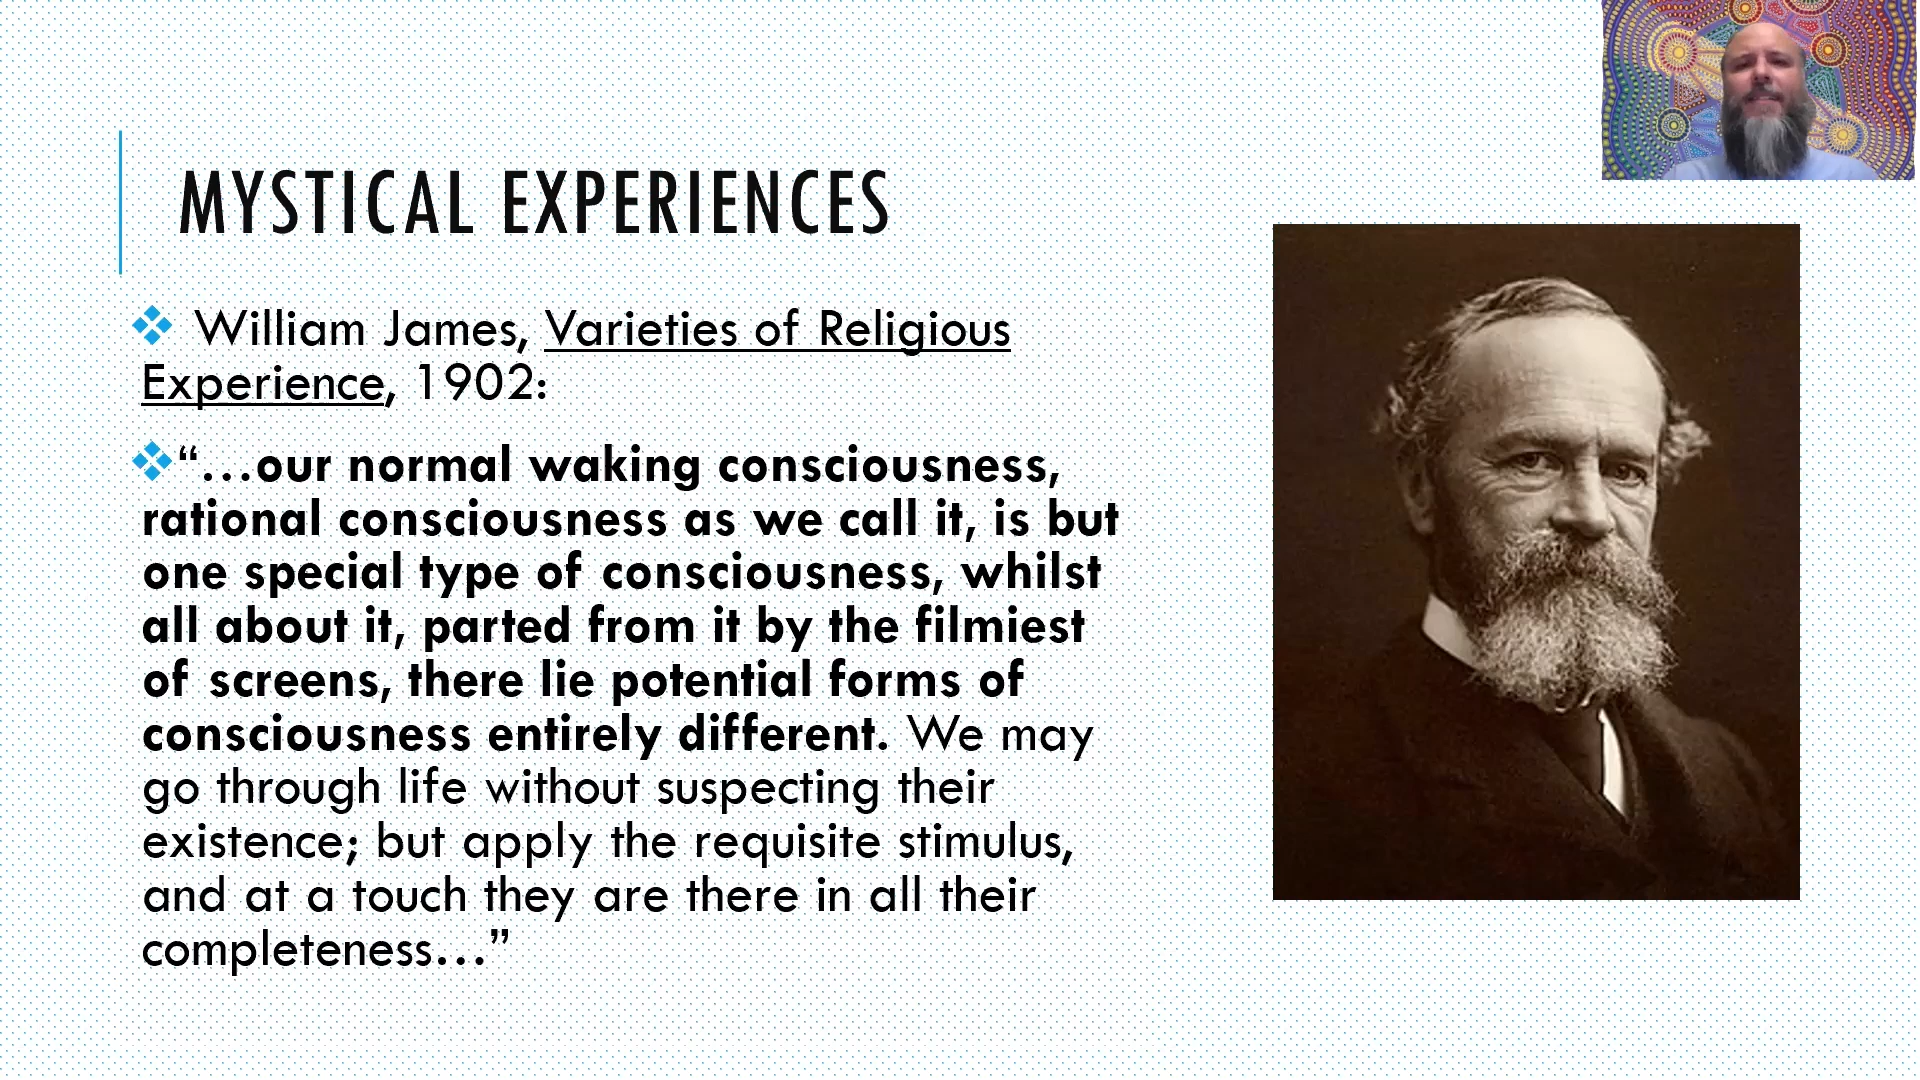 MYSTICAL EXPERIENCES
William James, Varieties of Religious
Experience, 1902:
“…our normal waking consciousness,
rational consciousness as we call it, is but
one special type of consciousness, whilst
all about it, parted from it by the filmiest
of screens, there lie potential forms of
consciousness entirely different. We may
go through life without suspecting their
existence; but apply the requisite stimulus,
and at a touch they are there in all their
completeness…”